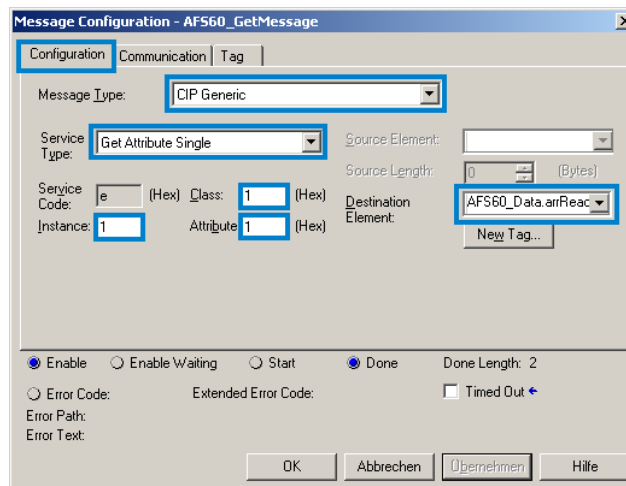 Message Configuration - AFS60_GetMessage
Configuration Communication Tag
Message Type: CIP Generic
Service Type: Get Attribute Single
Source Element:
Source Length: 0 (Bytes)
Service Code: e (Hex) Class: 1 (Hex)
Destination Element: AFS60_Data.arrReac
Instance: 1 Attribute 1 (Hex)
New Tag...
Enable Enable Waiting Start Done Done Length: 2
Error Code: Extended Error Code: Timed Out
Error Path:
Error Text:
OK Abbrechen Übernehmen Hilfe